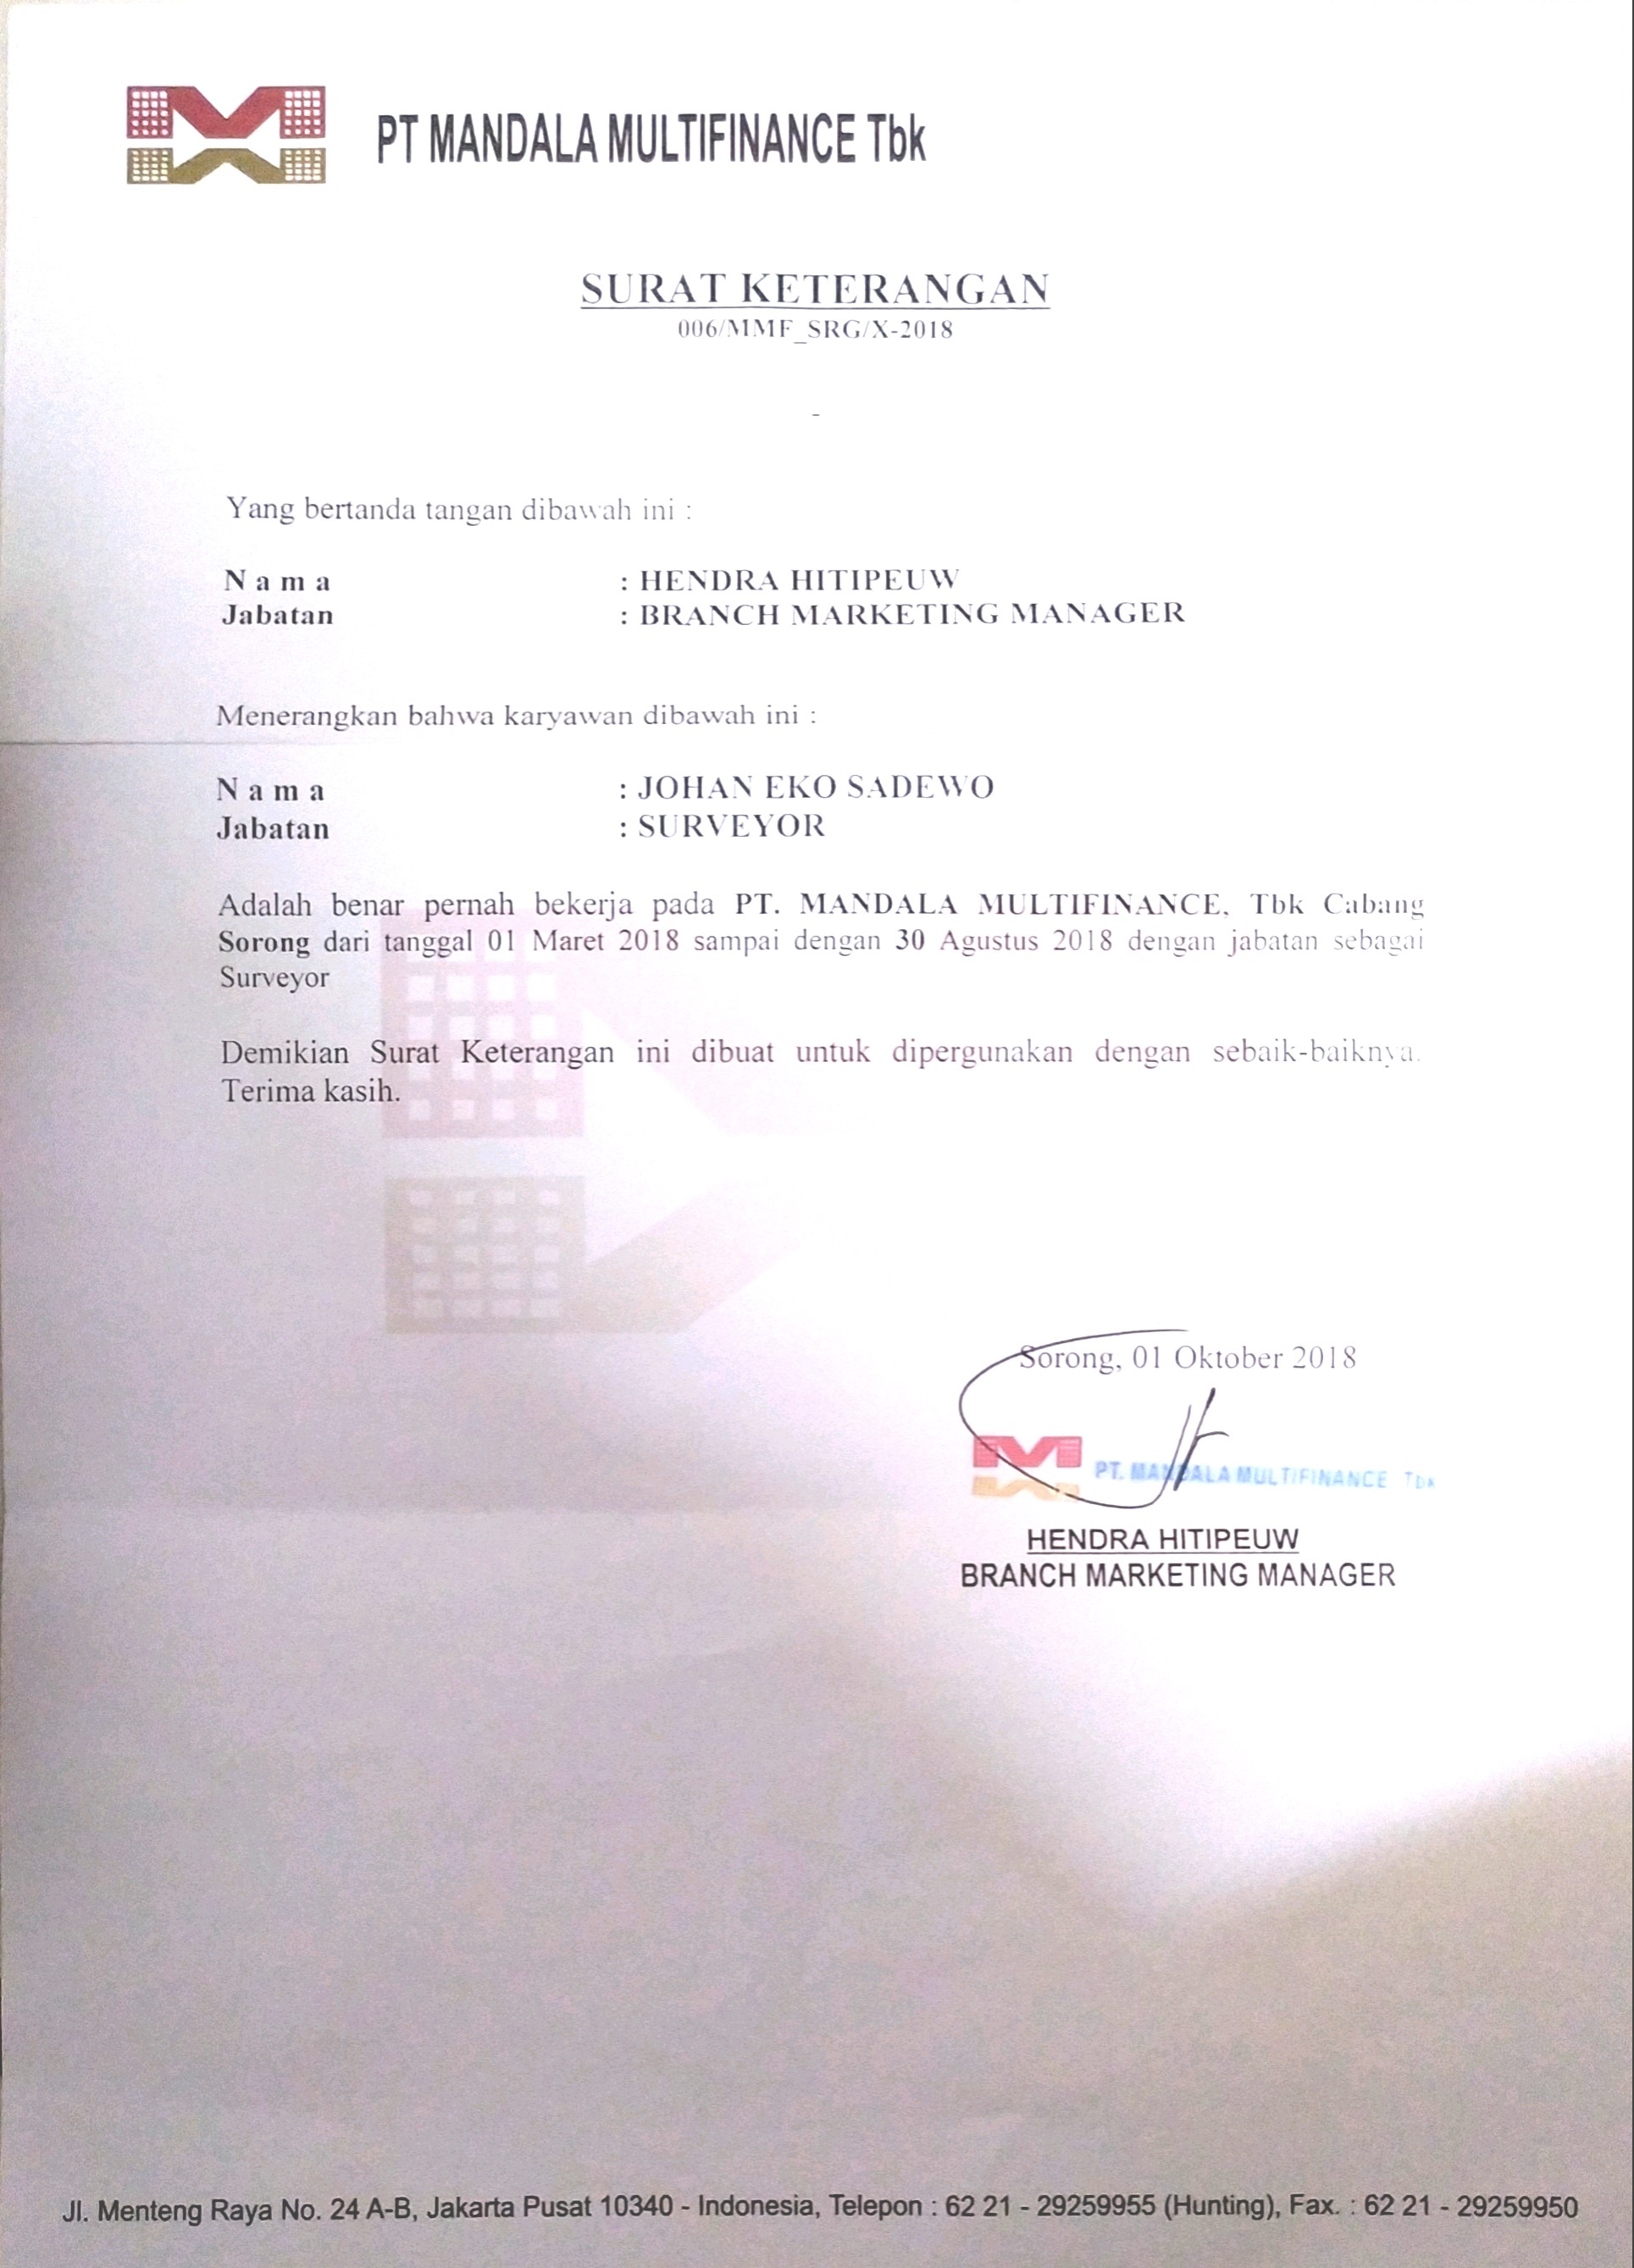 PT MANDALA MULTIFINANCE Tbk
SURAT KETERANGAN
006/MMF_SRG/X-2018
-
Yang bertanda tangan dibawah ini :
N a m a : HENDRA HITIPEUW
Jabatan : BRANCH MARKETING MANAGER
Menerangkan bahwa karyawan dibawah ini :
N a m a : JOHAN EKO SADEWO
Jabatan : SURVEYOR
Adalah benar pernah bekerja pada PT. MANDALA MULTIFINANCE, Tbk Cabang
Sorong dari tanggal 01 Maret 2018 sampai dengan 30 Agustus 2018 dengan jabatan sebagai
Surveyor
Demikian Surat Keterangan ini dibuat untuk dipergunakan dengan sebaik-baiknya.
Terima kasih.
Sorong, 01 Oktober 2018
PT. MANDALA MULTIFINANCE Tbk
HENDRA HITIPEUW
BRANCH MARKETING MANAGER
Jl. Menteng Raya No. 24 A-B, Jakarta Pusat 10340 - Indonesia, Telepon : 62 21 - 29259955 (Hunting), Fax. : 62 21 - 29259950